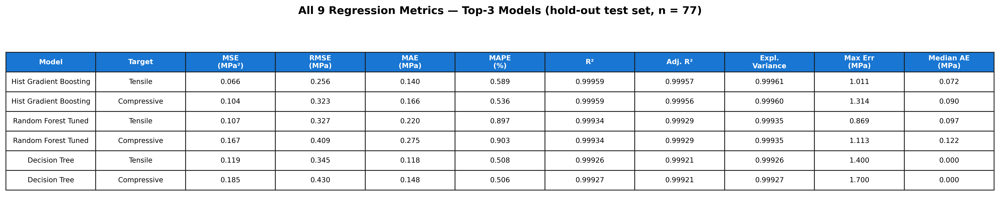 All 9 Regression Metrics — Top-3 Models (hold-out test set, n = 77)
Model Target MSE (MPa²) RMSE (MPa) MAE (MPa) MAPE (%) R² Adj. R² Expl. Variance Max Err (MPa) Median AE (MPa)
Hist Gradient Boosting Tensile 0.066 0.256 0.140 0.589 0.99959 0.99957 0.99961 1.011 0.072
Hist Gradient Boosting Compressive 0.104 0.323 0.166 0.536 0.99959 0.99956 0.99960 1.314 0.090
Random Forest Tuned Tensile 0.107 0.327 0.220 0.897 0.99934 0.99929 0.99935 0.869 0.097
Random Forest Tuned Compressive 0.167 0.409 0.275 0.903 0.99934 0.99929 0.99935 1.113 0.122
Decision Tree Tensile 0.119 0.345 0.118 0.508 0.99926 0.99921 0.99926 1.400 0.000
Decision Tree Compressive 0.185 0.430 0.148 0.506 0.99927 0.99921 0.99927 1.700 0.000